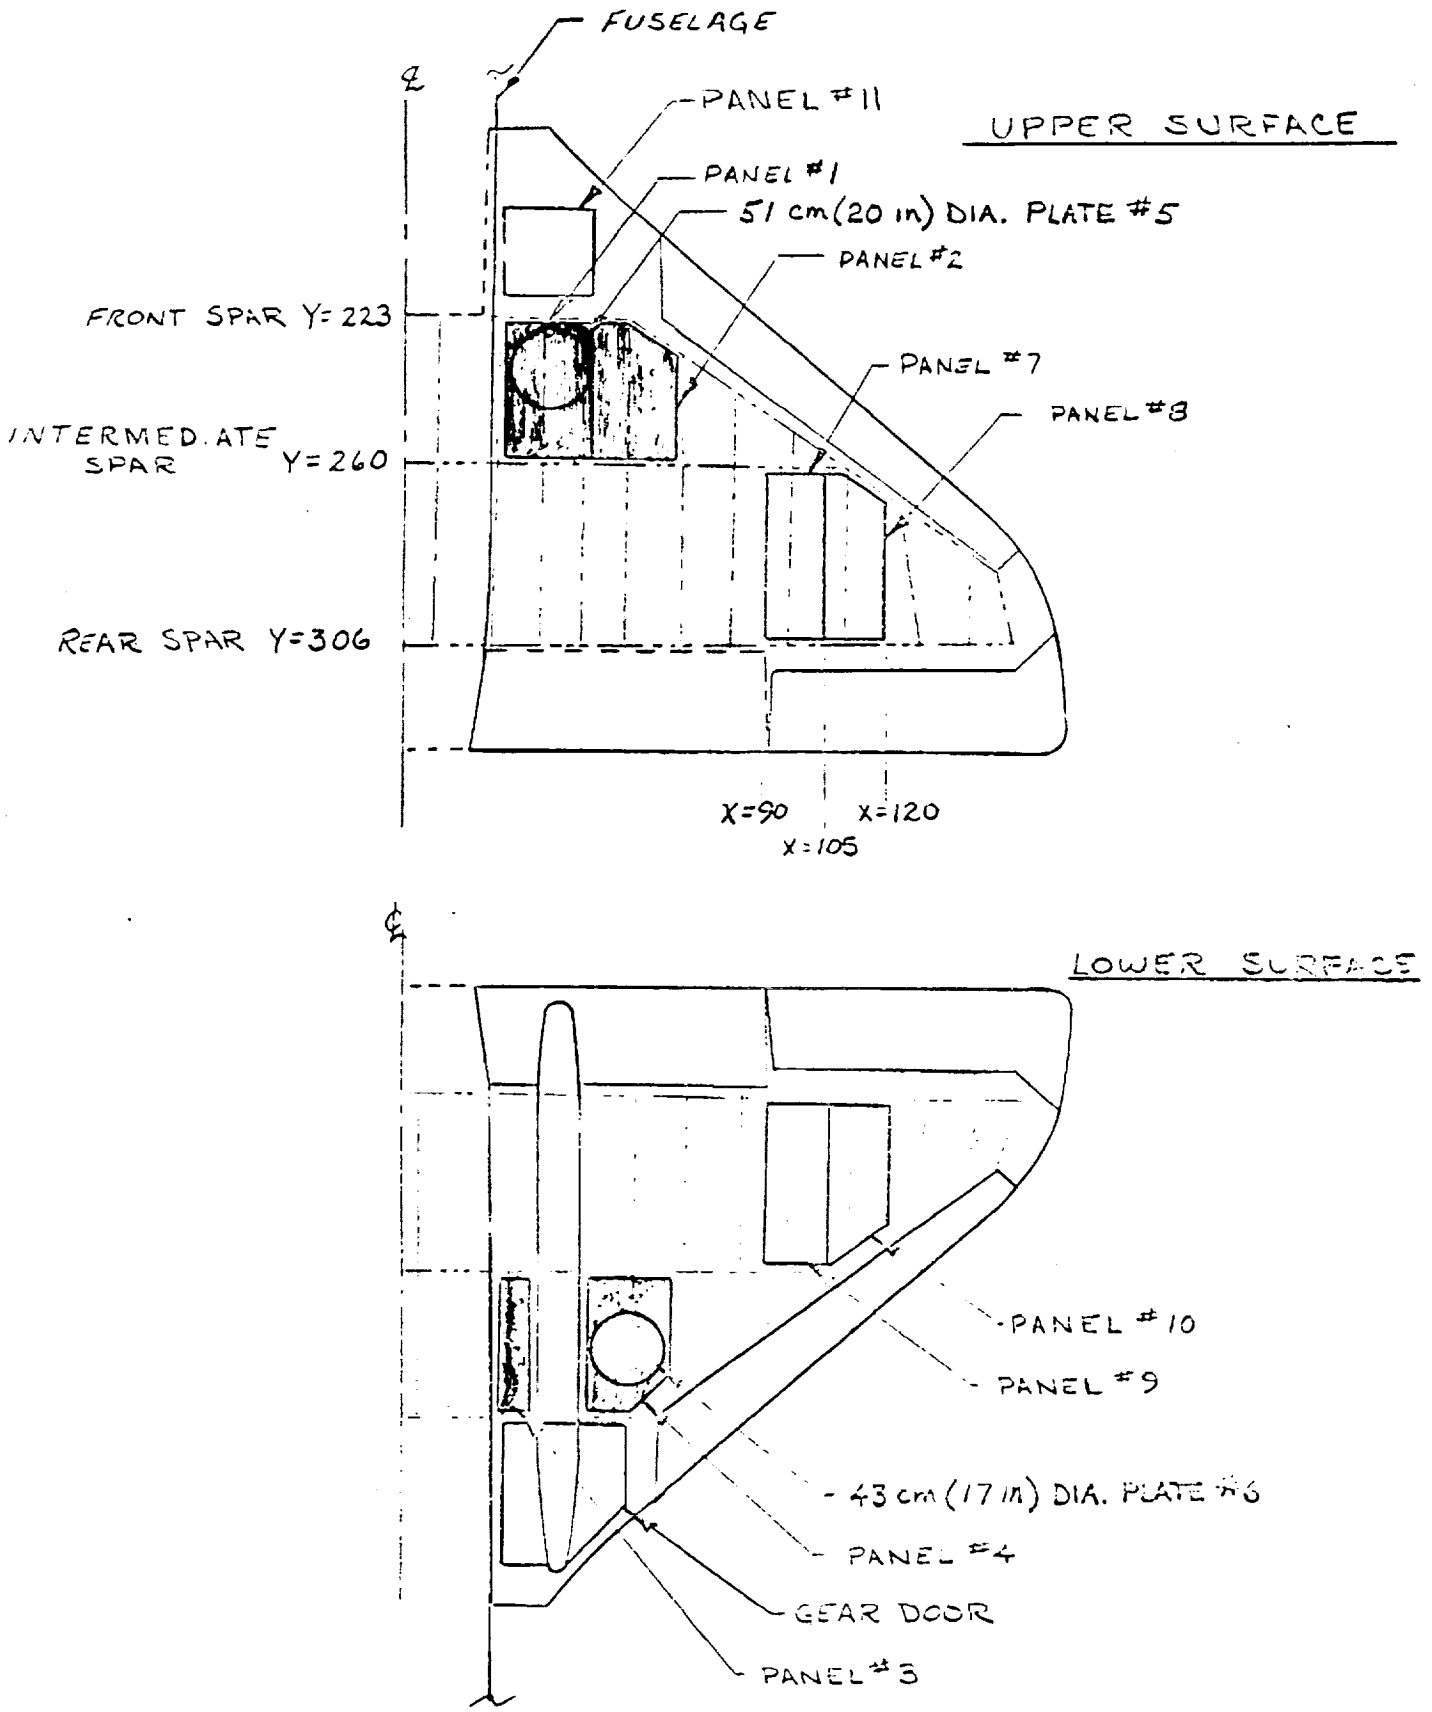 FUSELAGE
℄
PANEL #11
UPPER SURFACE
PANEL #1
51 cm (20 in) DIA. PLATE #5
PANEL #2
FRONT SPAR Y=223
PANEL #7
PANEL #8
INTERMED.ATE
SPAR Y=260
REAR SPAR Y=306
X=90
X=120
X=105
℄
LOWER SURFACE
PANEL #10
PANEL #9
43 cm (17 in) DIA. PLATE #6
PANEL #4
GEAR DOOR
PANEL #3